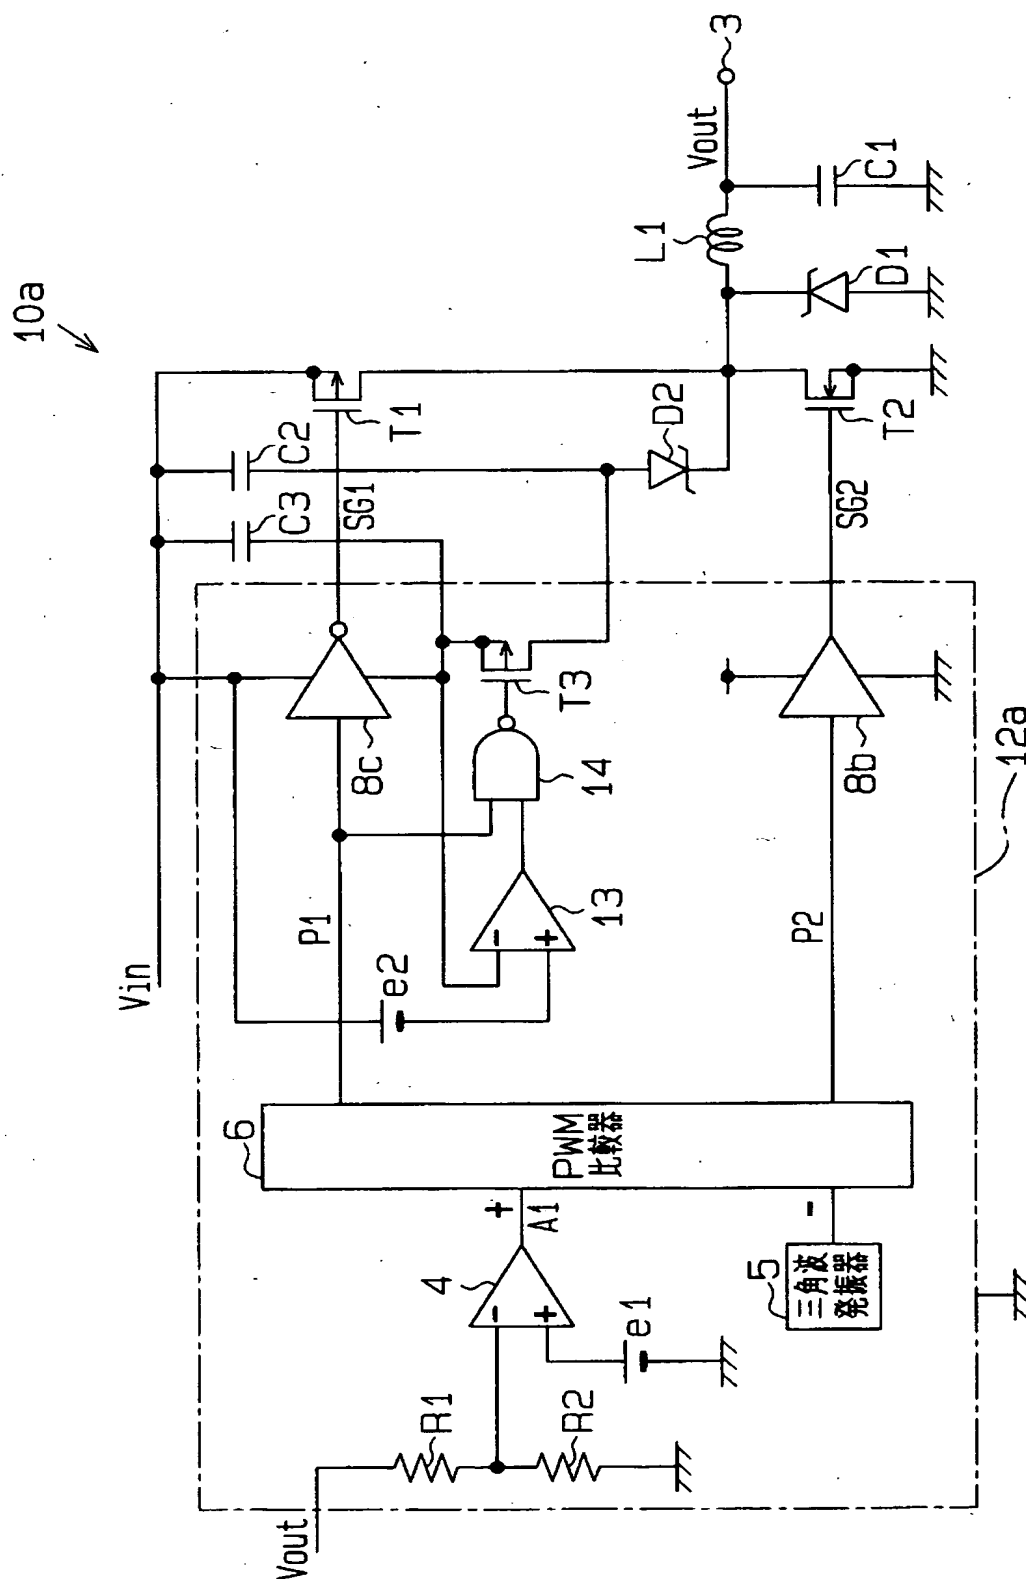 10a
Vin
C3
C2
SG1
T1
8c
P1
e2
13
14
T3
D2
L1
Vout
3
C1
D1
T2
SG2
8b
P2
12a
6
PWM
比較器
A1
+
-
4
-
+
e1
5
三角波
発振器
R1
R2
Vout
-
+